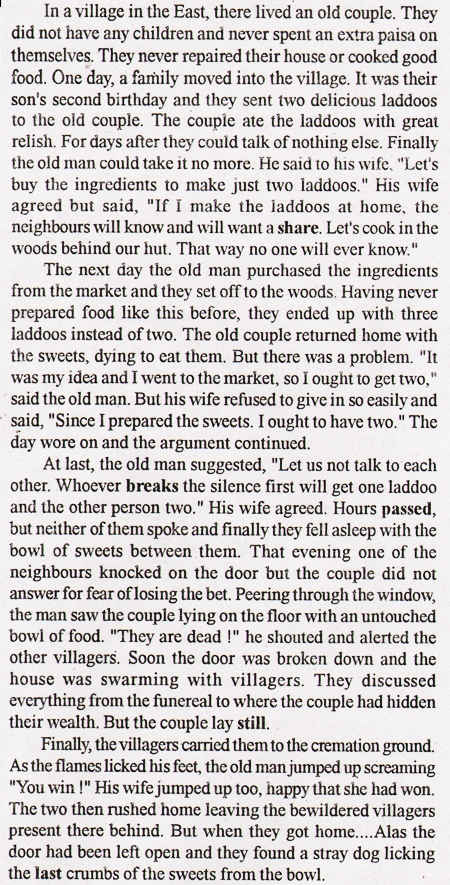 In a village in the East, there lived an old couple. They
did not have any children and never spent an extra paisa on
themselves. They never repaired their house or cooked good
food. One day, a family moved into the village. It was their
son's second birthday and they sent two delicious laddoos
to the old couple. The couple ate the laddoos with great
relish. For days after they could talk of nothing else. Finally
the old man could take it no more. He said to his wife, "Let's
buy the ingredients to make just two laddoos." His wife
agreed but said, "If I make the laddoos at home, the
neighbours will know and will want a share. Let's cook in the
woods behind our hut. That way no one will ever know."
The next day the old man purchased the ingredients
from the market and they set off to the woods. Having never
prepared food like this before, they ended up with three
laddoos instead of two. The old couple returned home with
the sweets, dying to eat them. But there was a problem. "It
was my idea and I went to the market, so I ought to get two,"
said the old man. But his wife refused to give in so easily and
said, "Since I prepared the sweets. I ought to have two." The
day wore on and the argument continued.
At last, the old man suggested, "Let us not talk to each
other. Whoever breaks the silence first will get one laddoo
and the other person two." His wife agreed. Hours passed,
but neither of them spoke and finally they fell asleep with the
bowl of sweets between them. That evening one of the
neighbours knocked on the door but the couple did not
answer for fear of losing the bet. Peering through the window,
the man saw the couple lying on the floor with an untouched
bowl of food. "They are dead !" he shouted and alerted the
other villagers. Soon the door was broken down and the
house was swarming with villagers. They discussed
everything from the funereal to where the couple had hidden
their wealth. But the couple lay still.
Finally, the villagers carried them to the cremation ground.
As the flames licked his feet, the old man jumped up screaming
"You win !" His wife jumped up too, happy that she had won.
The two then rushed home leaving the bewildered villagers
present there behind. But when they got home....Alas the
door had been left open and they found a stray dog licking
the last crumbs of the sweets from the bowl.